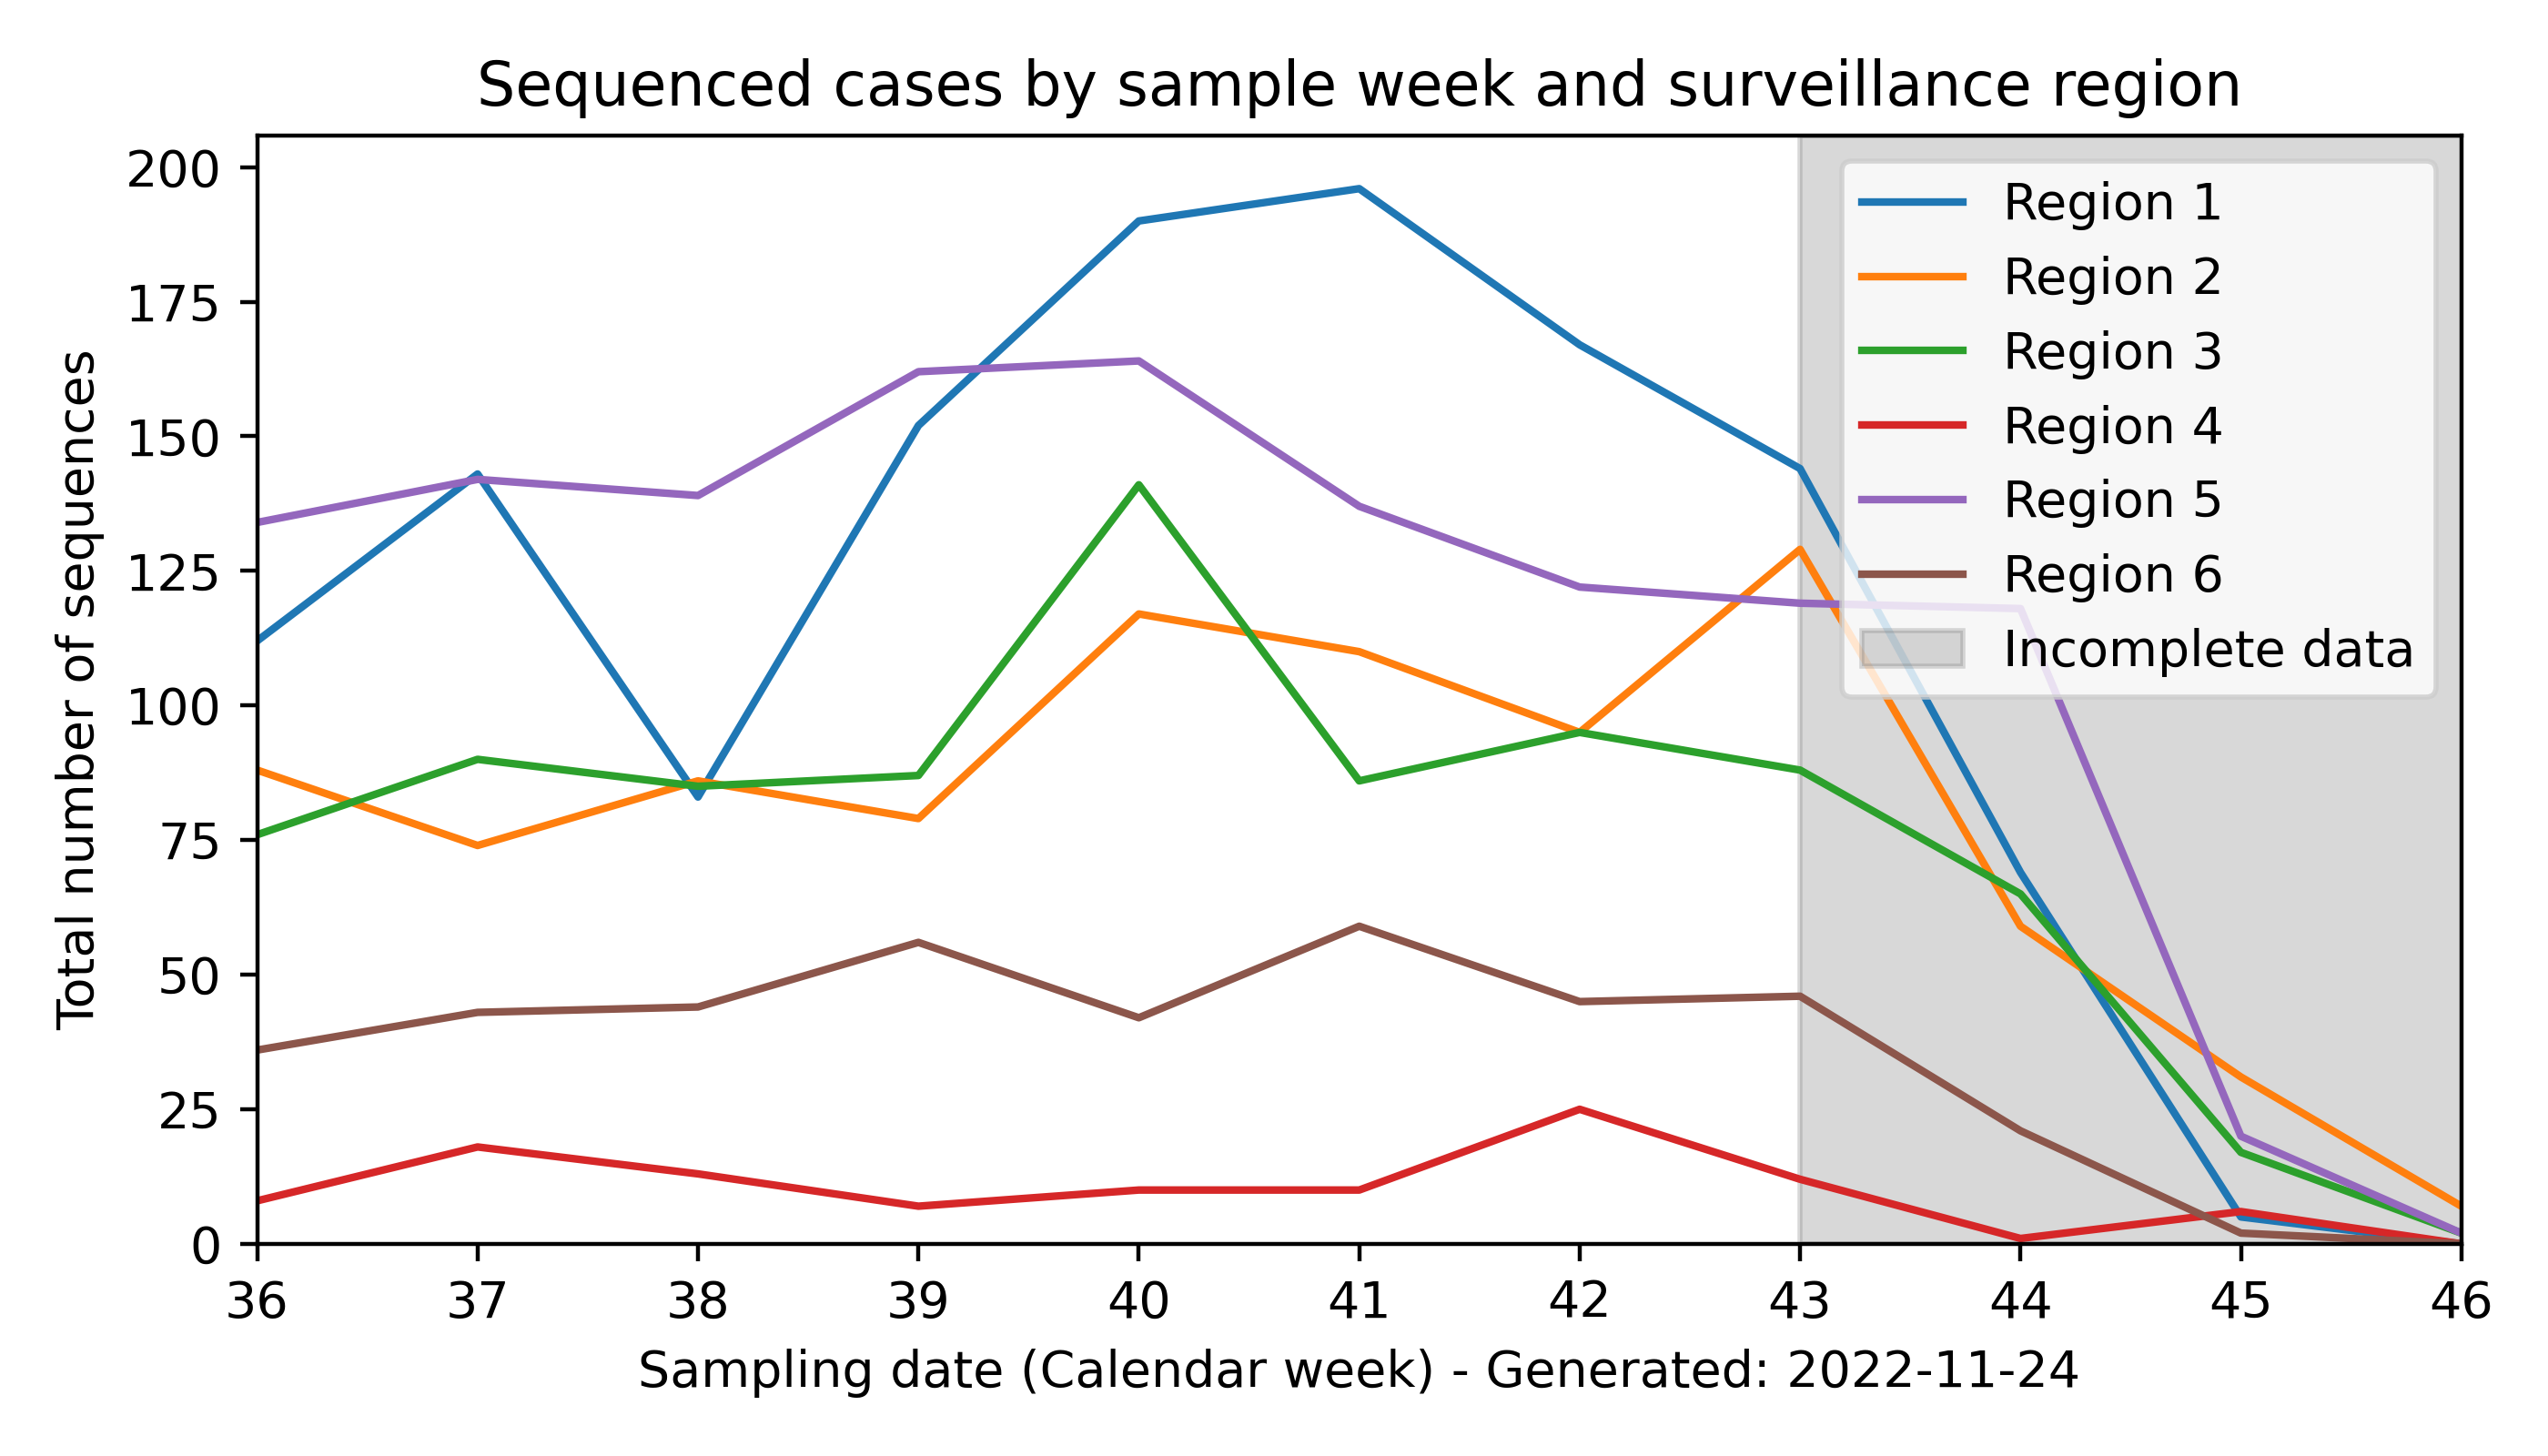 Sequenced cases by sample week and surveillance region
Total number of sequences
200
175
150
125
100
75
50
25
0
Region 1
Region 2
Region 3
Region 4
Region 5
Region 6
Incomplete data
36 37 38 39 40 41 42 43 44 45 46
Sampling date (Calendar week) - Generated: 2022-11-24